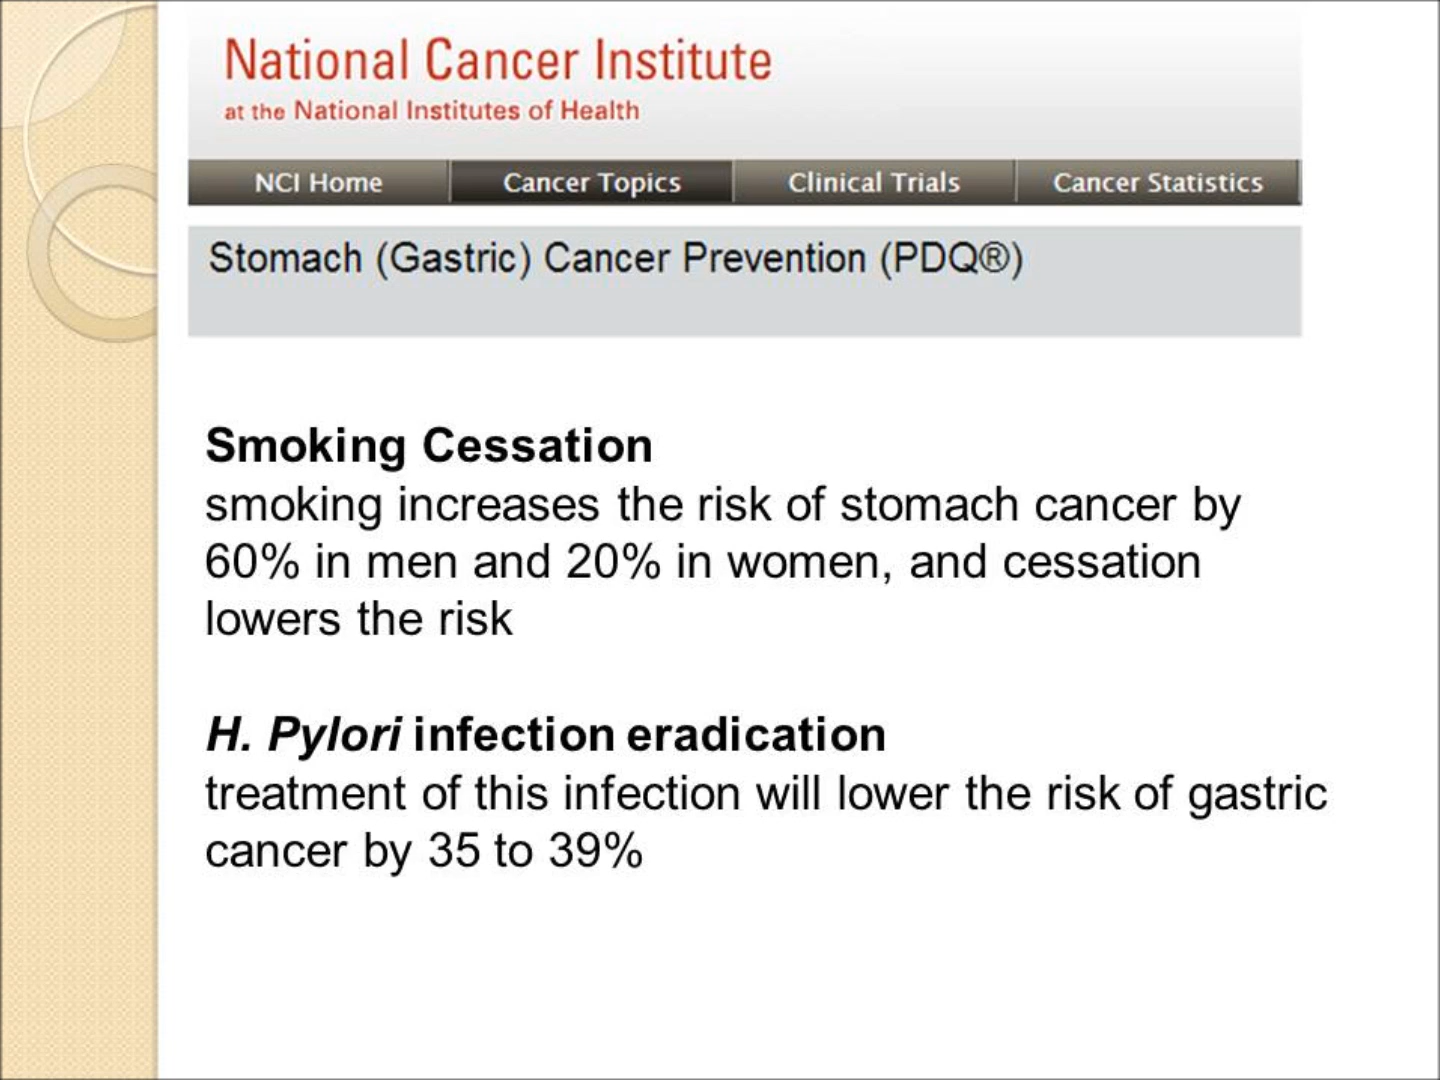 National Cancer Institute
at the National Institutes of Health
NCI Home Cancer Topics Clinical Trials Cancer Statistics
Stomach (Gastric) Cancer Prevention (PDQ®)
Smoking Cessation
smoking increases the risk of stomach cancer by
60% in men and 20% in women, and cessation
lowers the risk
H. Pylori infection eradication
treatment of this infection will lower the risk of gastric
cancer by 35 to 39%